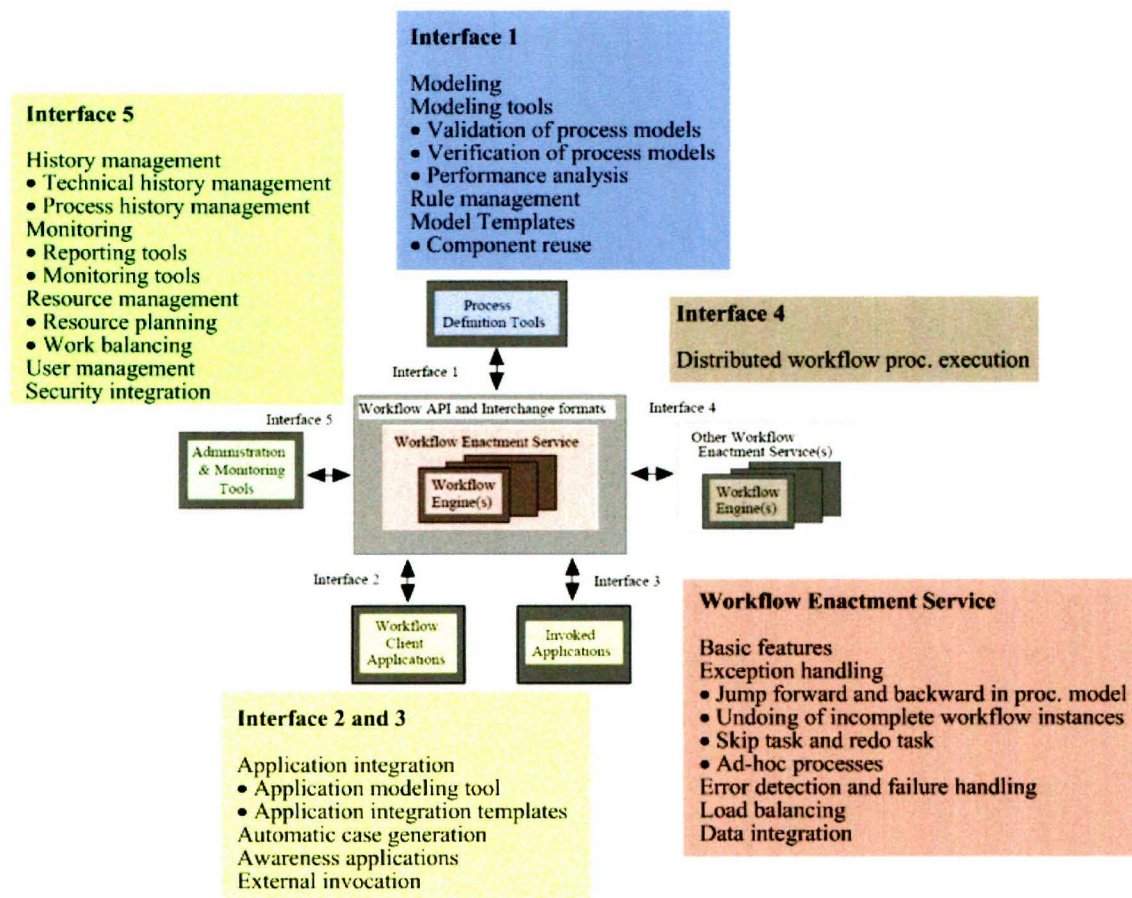 Interface 1
Modeling
Modeling tools
• Validation of process models
• Verification of process models
• Performance analysis
Rule management
Model Templates
• Component reuse
Interface 5
History management
• Technical history management
• Process history management
Monitoring
• Reporting tools
• Monitoring tools
Resource management
• Resource planning
• Work balancing
User management
Security integration
Process
Definition Tools
Interface 4
Distributed workflow proc. execution
Interface 1
Interface 5
Workflow API and Interchange formats
Interface 4
Administration
& Monitoring
Tools
Workflow Enactment Service
Workflow
Engine(s)
Other Workflow
Enactment Service(s)
Workflow
Engine(s)
Interface 2
Interface 3
Workflow
Client
Applications
Invoked
Applications
Workflow Enactment Service
Basic features
Exception handling
• Jump forward and backward in proc. model
• Undoing of incomplete workflow instances
• Skip task and redo task
• Ad-hoc processes
Error detection and failure handling
Load balancing
Data integration
Interface 2 and 3
Application integration
• Application modeling tool
• Application integration templates
Automatic case generation
Awareness applications
External invocation